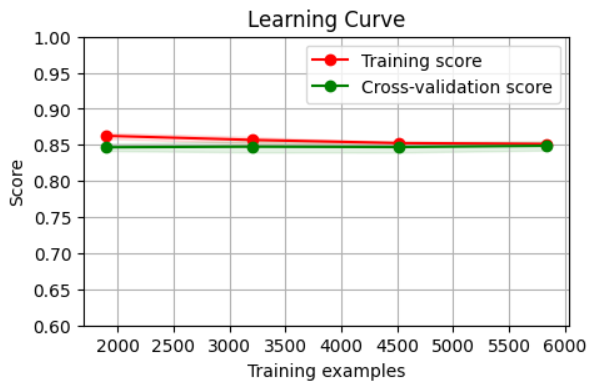 Learning Curve
1.00
0.95
0.90
0.85
0.80
0.75
0.70
0.65
0.60
Score
Training score
Cross-validation score
2000 2500 3000 3500 4000 4500 5000 5500 6000
Training examples